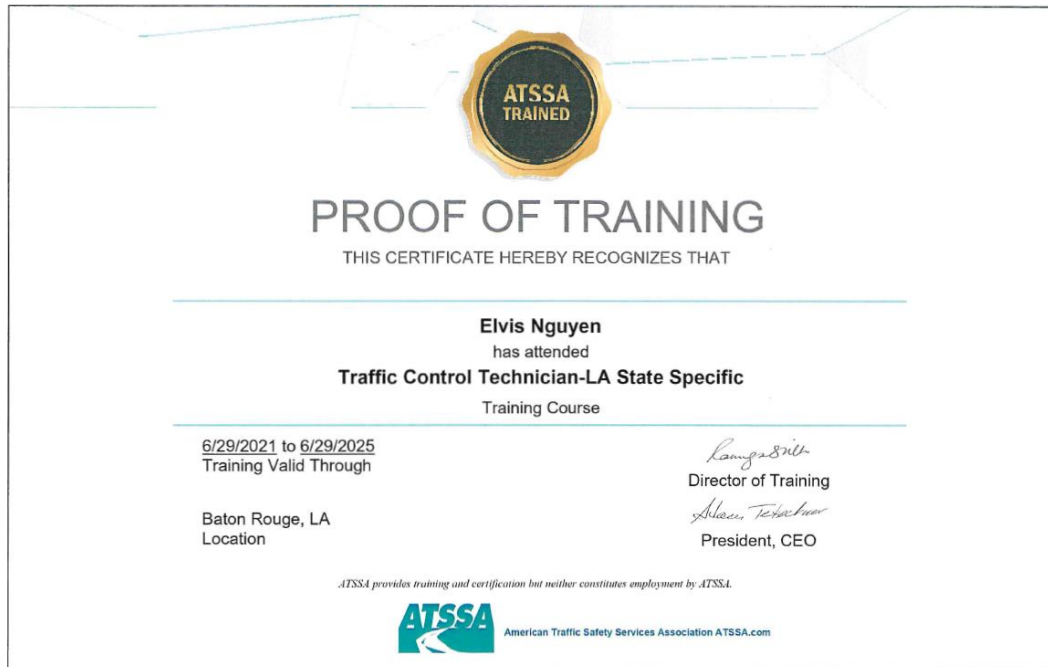 ATSSA
TRAINED
PROOF OF TRAINING
THIS CERTIFICATE HEREBY RECOGNIZES THAT
Elvis Nguyen
has attended
Traffic Control Technician-LA State Specific
Training Course
6/29/2021 to 6/29/2025
Training Valid Through
Director of Training
Baton Rouge, LA
Location
President, CEO
ATSSA provides training and certification but neither constitutes employment by ATSSA.
ATSSA
American Traffic Safety Services Association ATSSA.com